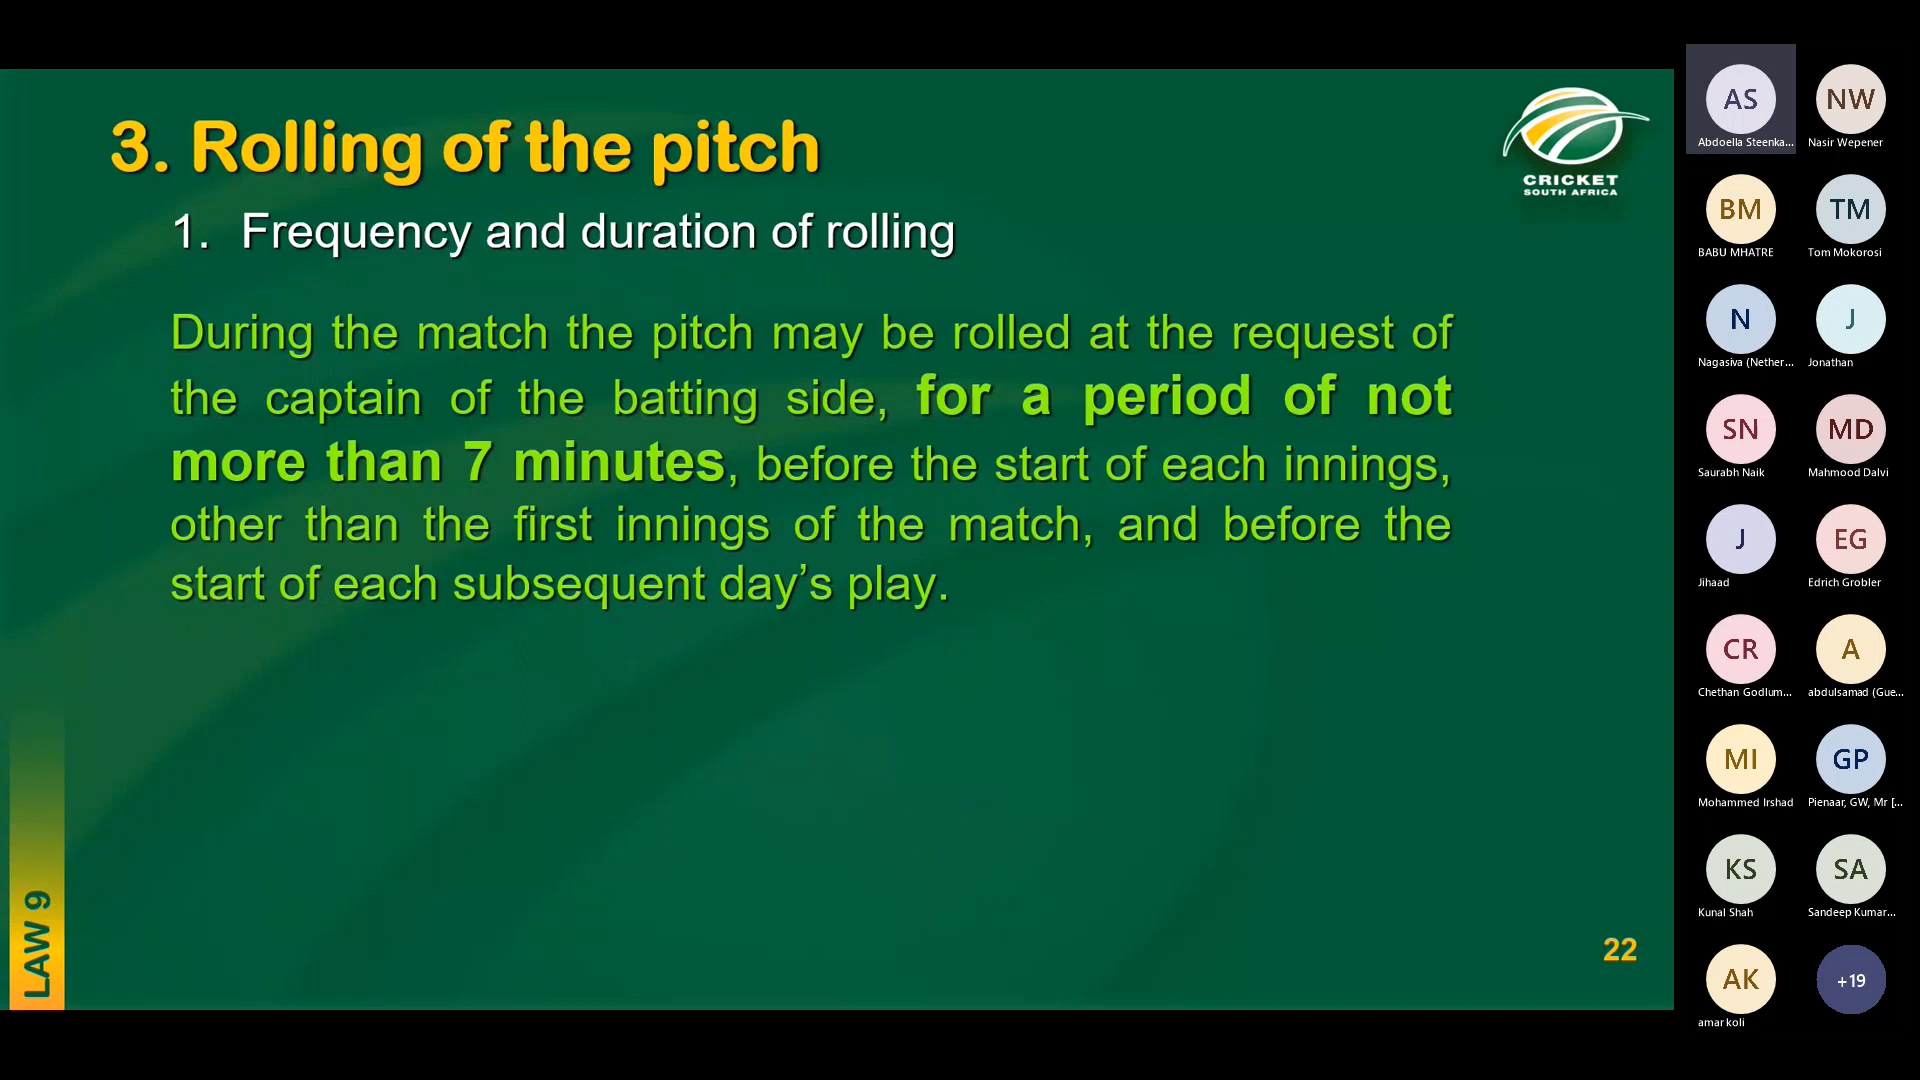 3. Rolling of the pitch
1. Frequency and duration of rolling
During the match the pitch may be rolled at the request of
the captain of the batting side, for a period of not
more than 7 minutes, before the start of each innings,
other than the first innings of the match, and before the
start of each subsequent day’s play.
CRICKET
SOUTH AFRICA
LAW 9
22
AS
Abdoella Steenka...
NW
Nasir Wepener
BM
BABU MHATRE
TM
Tom Mokorosi
N
Nagasiva (Nether...
J
Jonathan
SN
Saurabh Naik
MD
Mahmood Dalvi
J
Jihaad
EG
Edrich Grobler
CR
Chethan Godlum...
A
abdulsamad (Gue...
MI
Mohammed Irshad
GP
Pienaar, GW, Mr [...
KS
Kunal Shah
SA
Sandeep Kumar...
AK
amar koli
+19